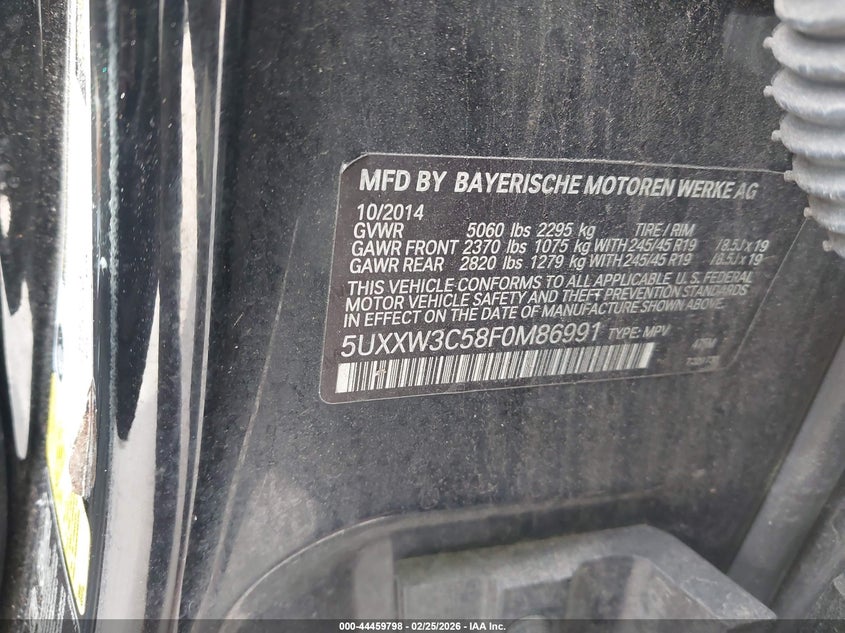 MFD BY BAYERISCHE MOTOREN WERKE AG
10/2014
GVWR 5060 lbs 2295 kg TIRE / RIM
GAWR FRONT 2370 lbs 1075 kg WITH 245/45 R19 / 8.5J x 19
GAWR REAR 2820 lbs 1279 kg WITH 245/45 R19 / 8.5J x 19
THIS VEHICLE CONFORMS TO ALL APPLICABLE U. S. FEDERAL
MOTOR VEHICLE SAFETY AND THEFT PREVENTION STANDARDS
IN EFFECT ON THE DATE OF MANUFACTURE SHOWN ABOVE.
5UXXW3C58F0M86991 TYPE: MPV
000-44459798 - 02/25/2026 - IAA Inc.